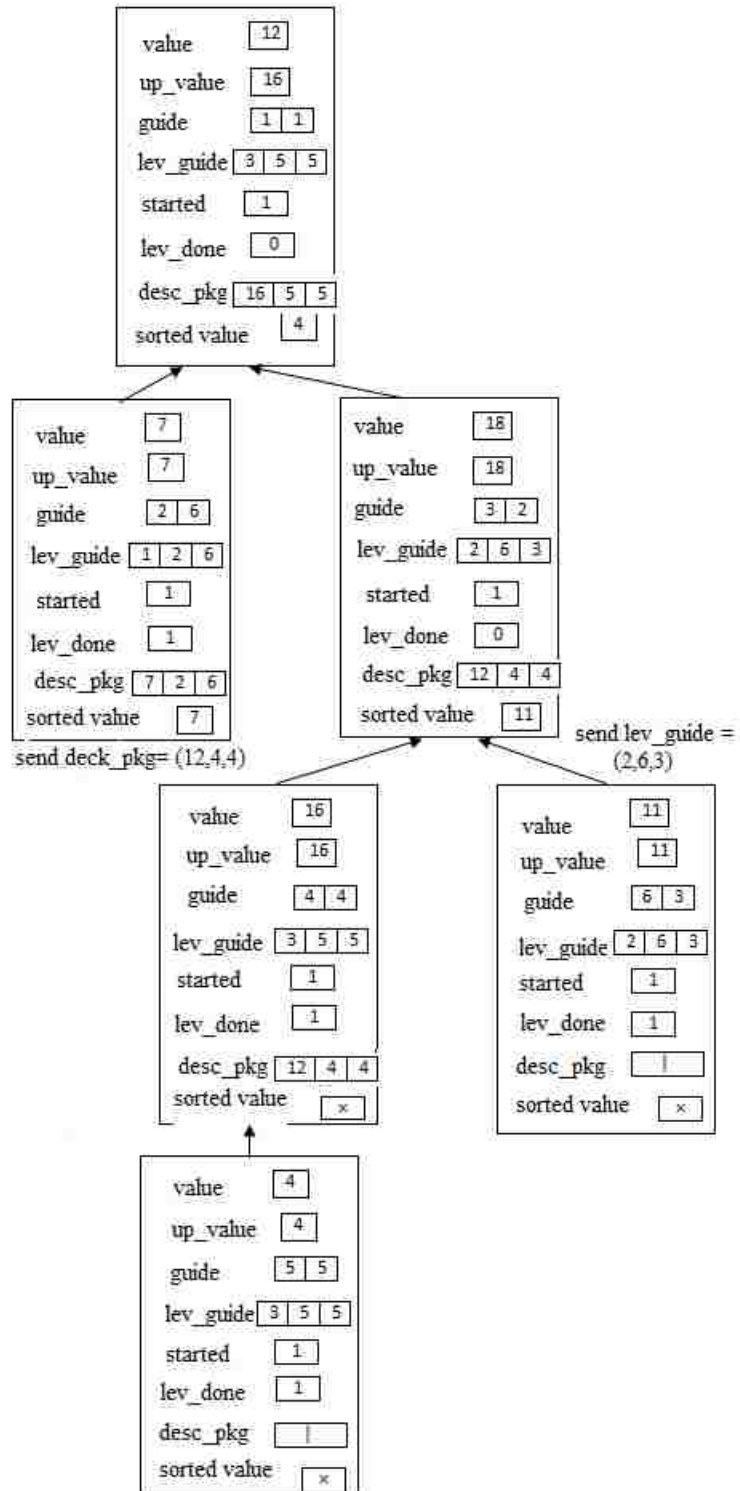 value 12
up_value 16
guide 1 1
lev_guide 3 5 5
started 1
lev_done 0
desc_pkg 16 5 5
sorted value 4
value 7
up_value 7
guide 2 6
lev_guide 1 2 6
started 1
lev_done 1
desc_pkg 7 2 6
sorted value 7
value 18
up_value 18
guide 3 2
lev_guide 2 6 3
started 1
lev_done 0
desc_pkg 12 4 4
sorted value 11
send deck_pkg= (12,4,4)
send lev_guide =
(2,6,3)
value 16
up_value 16
guide 4 4
lev_guide 3 5 5
started 1
lev_done 1
desc_pkg 12 4 4
sorted value ×
value 11
up_value 11
guide 6 3
lev_guide 2 6 3
started 1
lev_done 1
desc_pkg |
sorted value ×
value 4
up_value 4
guide 5 5
lev_guide 3 5 5
started 1
lev_done 1
desc_pkg |
sorted value ×